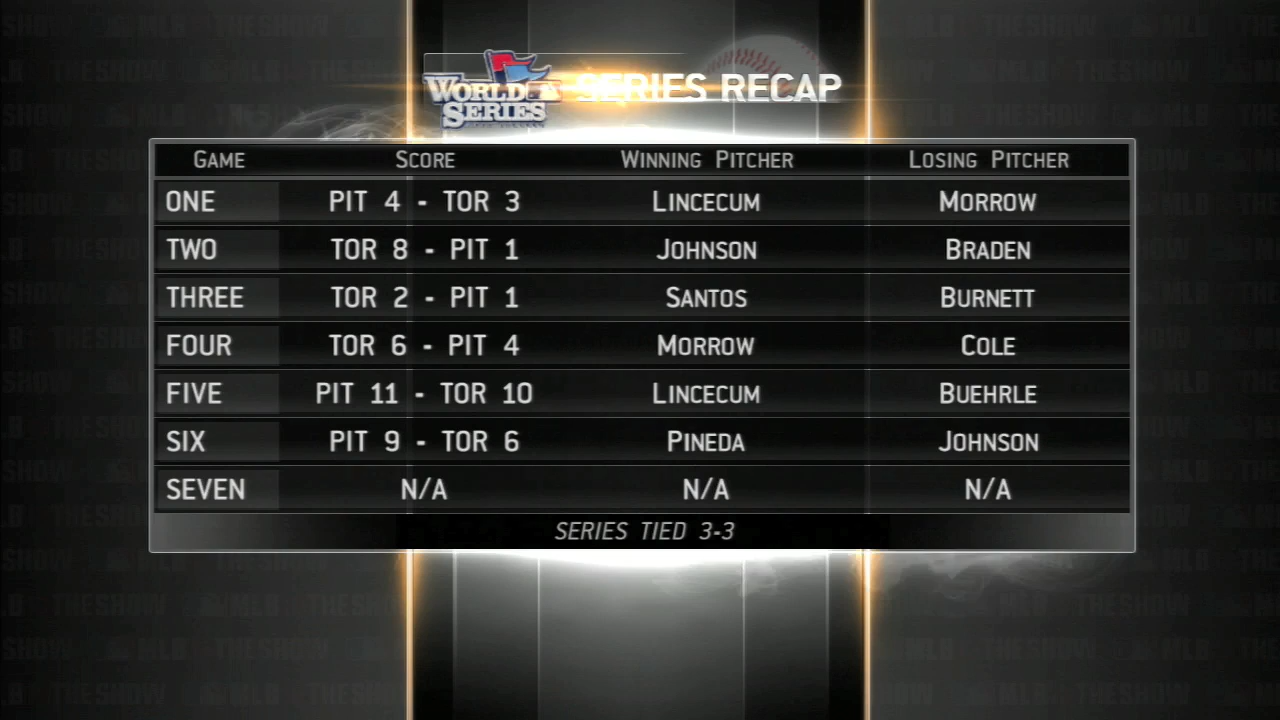 WORLD SERIES SERIES RECAP
GAME SCORE WINNING PITCHER LOSING PITCHER
ONE PIT 4 - TOR 3 LINCECUM MORROW
TWO TOR 8 - PIT 1 JOHNSON BRADEN
THREE TOR 2 - PIT 1 SANTOS BURNETT
FOUR TOR 6 - PIT 4 MORROW COLE
FIVE PIT 11 - TOR 10 LINCECUM BUEHRLE
SIX PIT 9 - TOR 6 PINEDA JOHNSON
SEVEN N/A N/A N/A
SERIES TIED 3-3